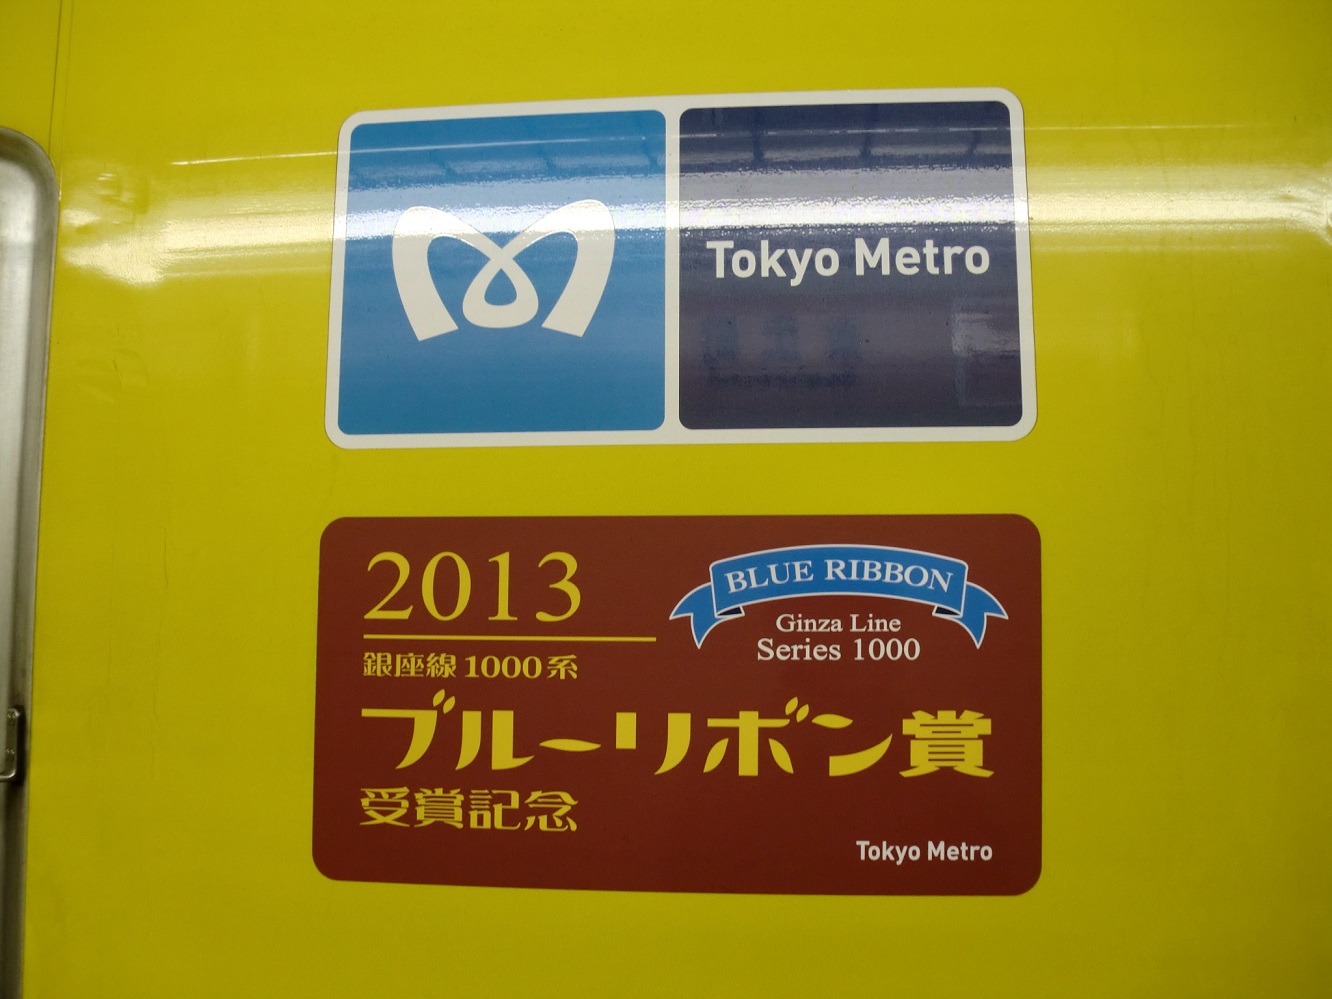 Tokyo Metro
2013
BLUE RIBBON
Ginza Line
Series 1000
銀座線1000系
ブルーリボン賞
受賞記念
Tokyo Metro